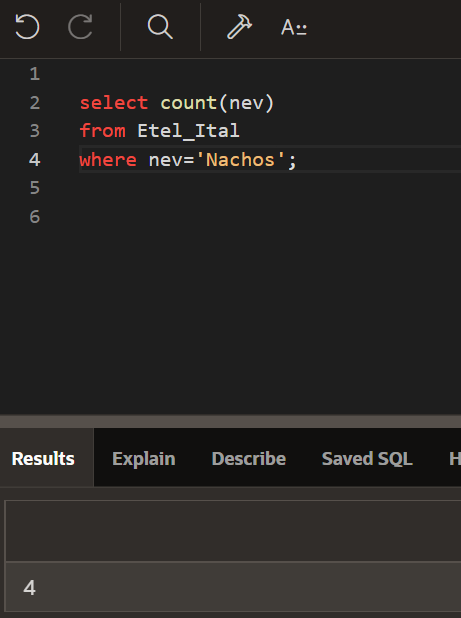 A::
1
2 select count(nev)
3 from Etel_Ital
4 where nev='Nachos';
5
6
Results Explain Describe Saved SQL H
4